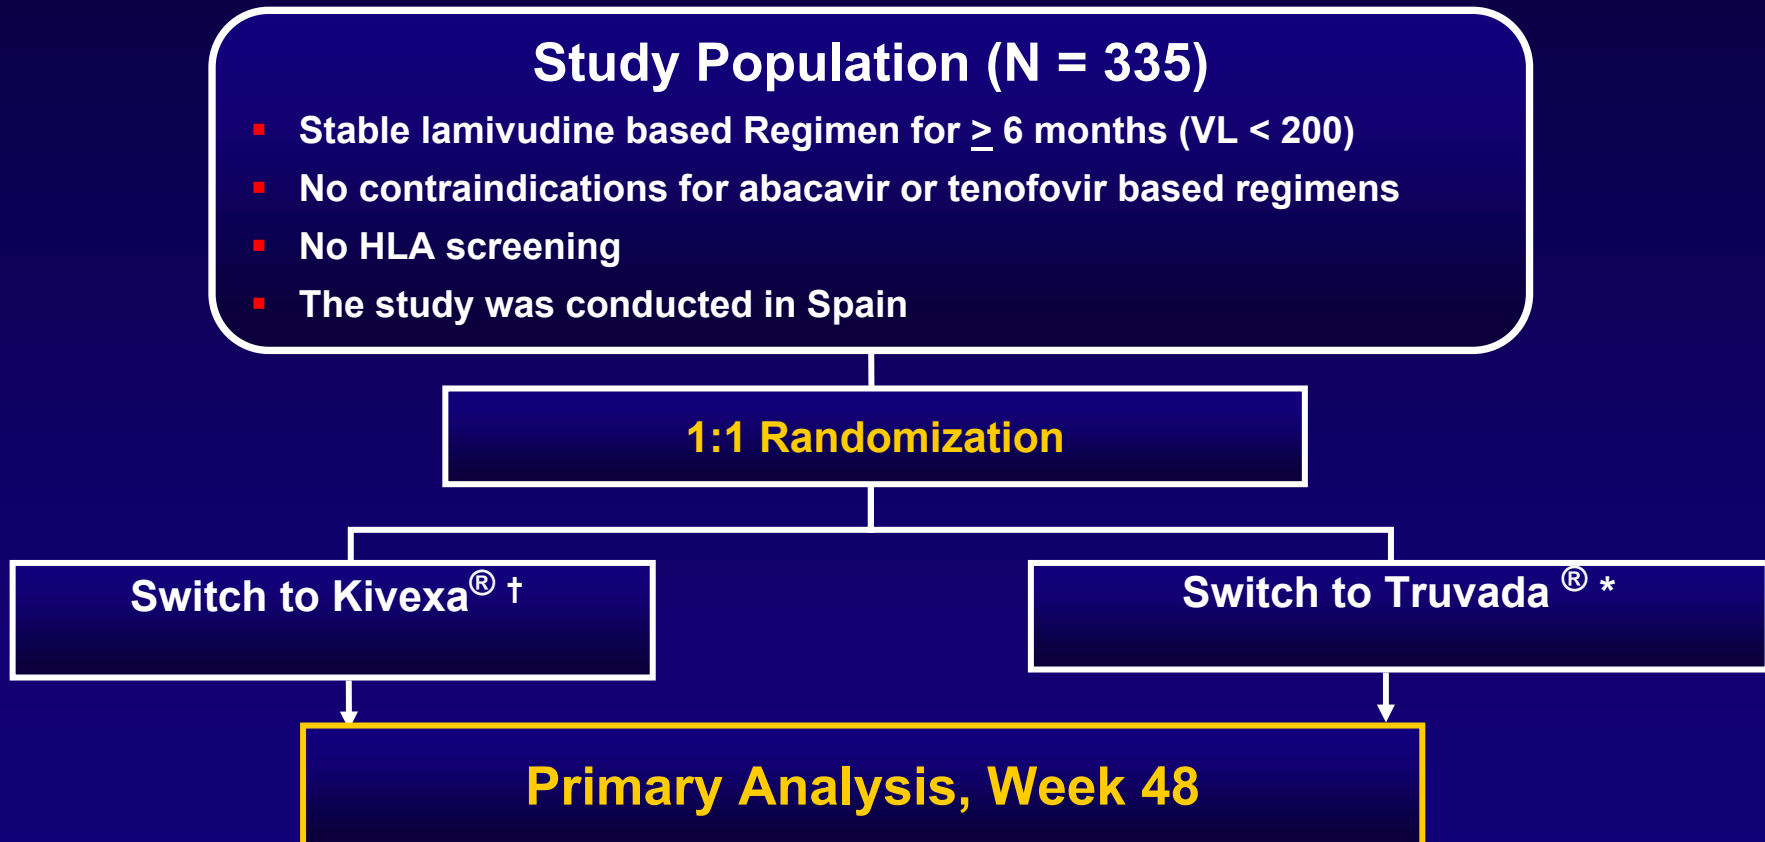 Study Population (N = 335)
▪ Stable lamivudine based Regimen for ≥ 6 months (VL < 200)
▪ No contraindications for abacavir or tenofovir based regimens
▪ No HLA screening
▪ The study was conducted in Spain
1:1 Randomization
Switch to Kivexa® †
Switch to Truvada ® *
Primary Analysis, Week 48